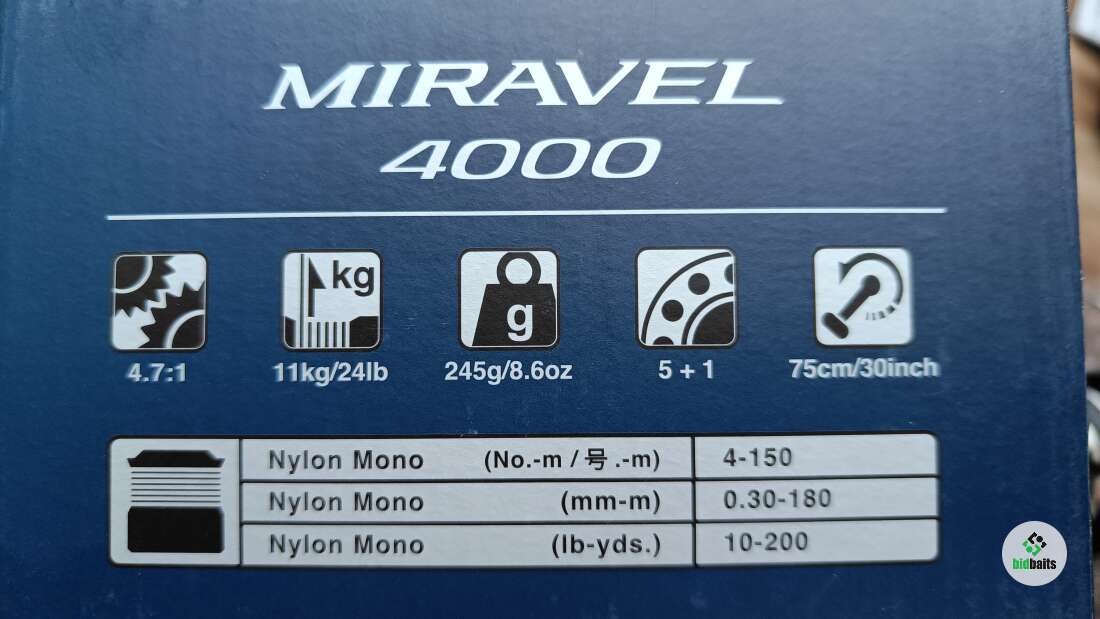 MIRAVEL
4000
kg
g
4.7:1
11kg/24lb
245g/8.6oz
5 + 1
75cm/30inch
Nylon Mono (No.-m / 号 .-m) 4-150
Nylon Mono (mm-m) 0.30-180
Nylon Mono (lb-yds.) 10-200
bidbaits